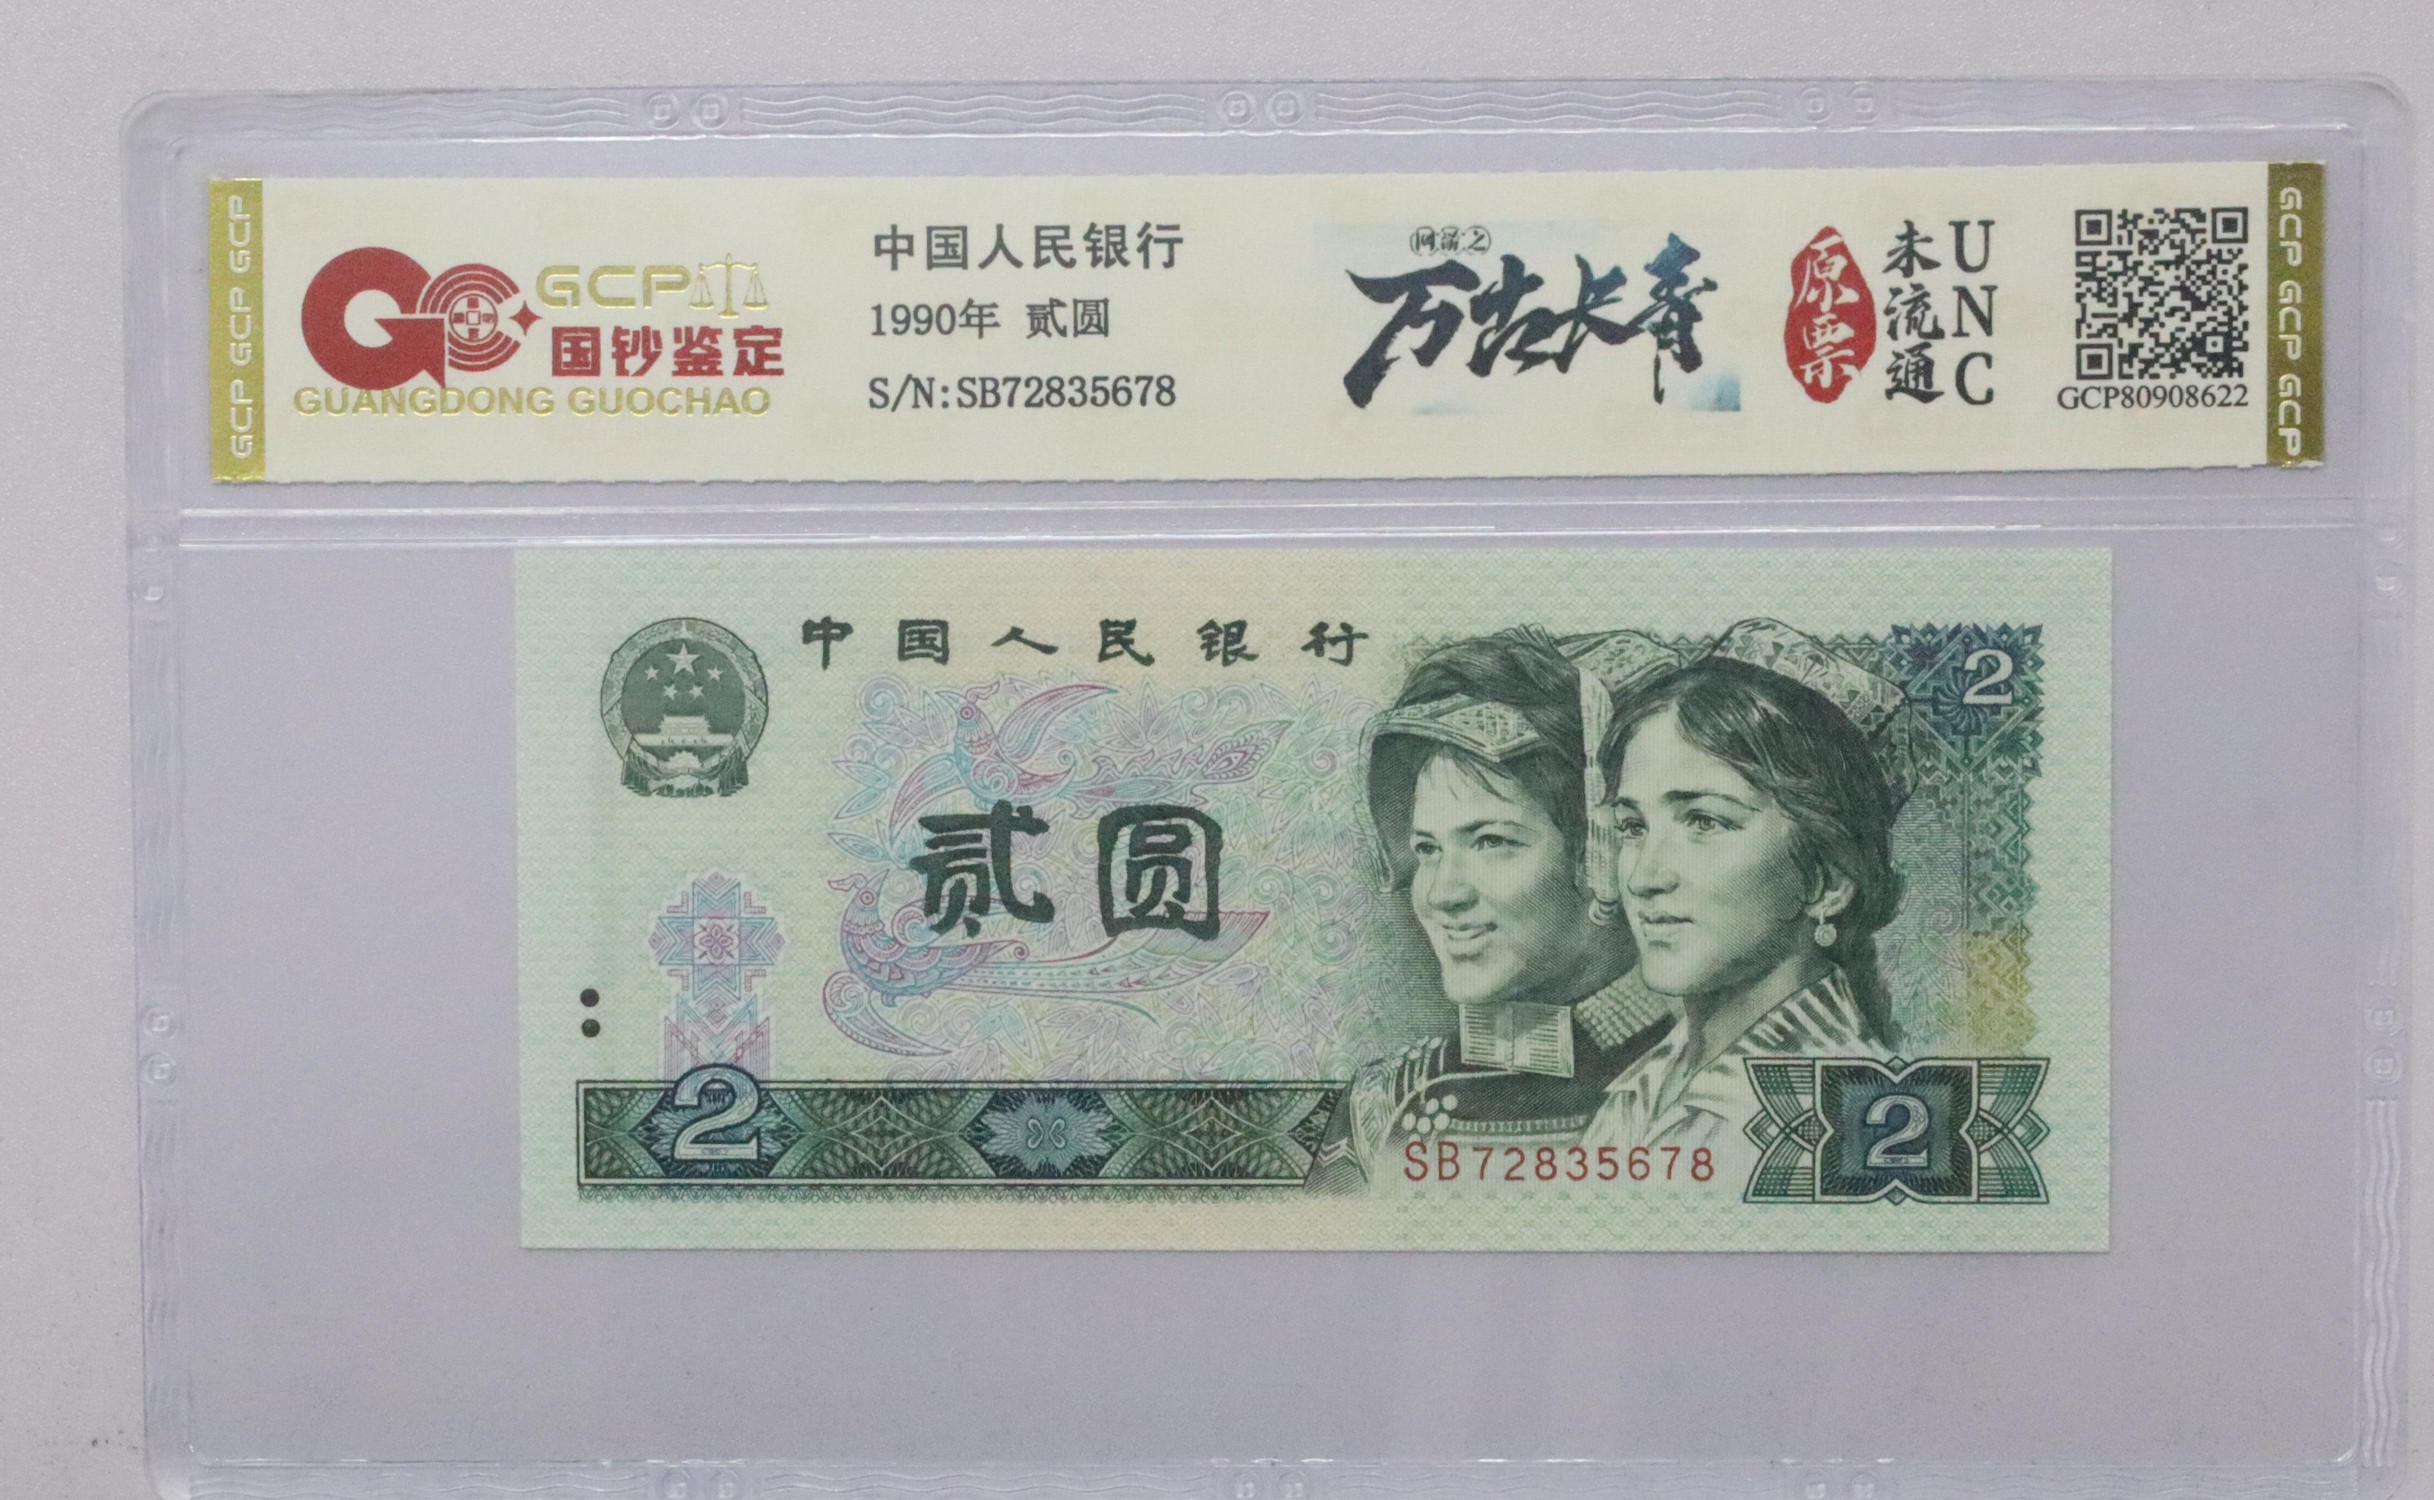 GCP GCP GCP
GCP
国钞鉴定
GUANGDONG GUOCHAO
中国人民银行
1990年 贰圆
S/N:SB72835678
万古长青
原票
未流通
UNC
GCP80908622
GCP GCP GCP
中国人民银行
2
贰圆
2
SB72835678
2